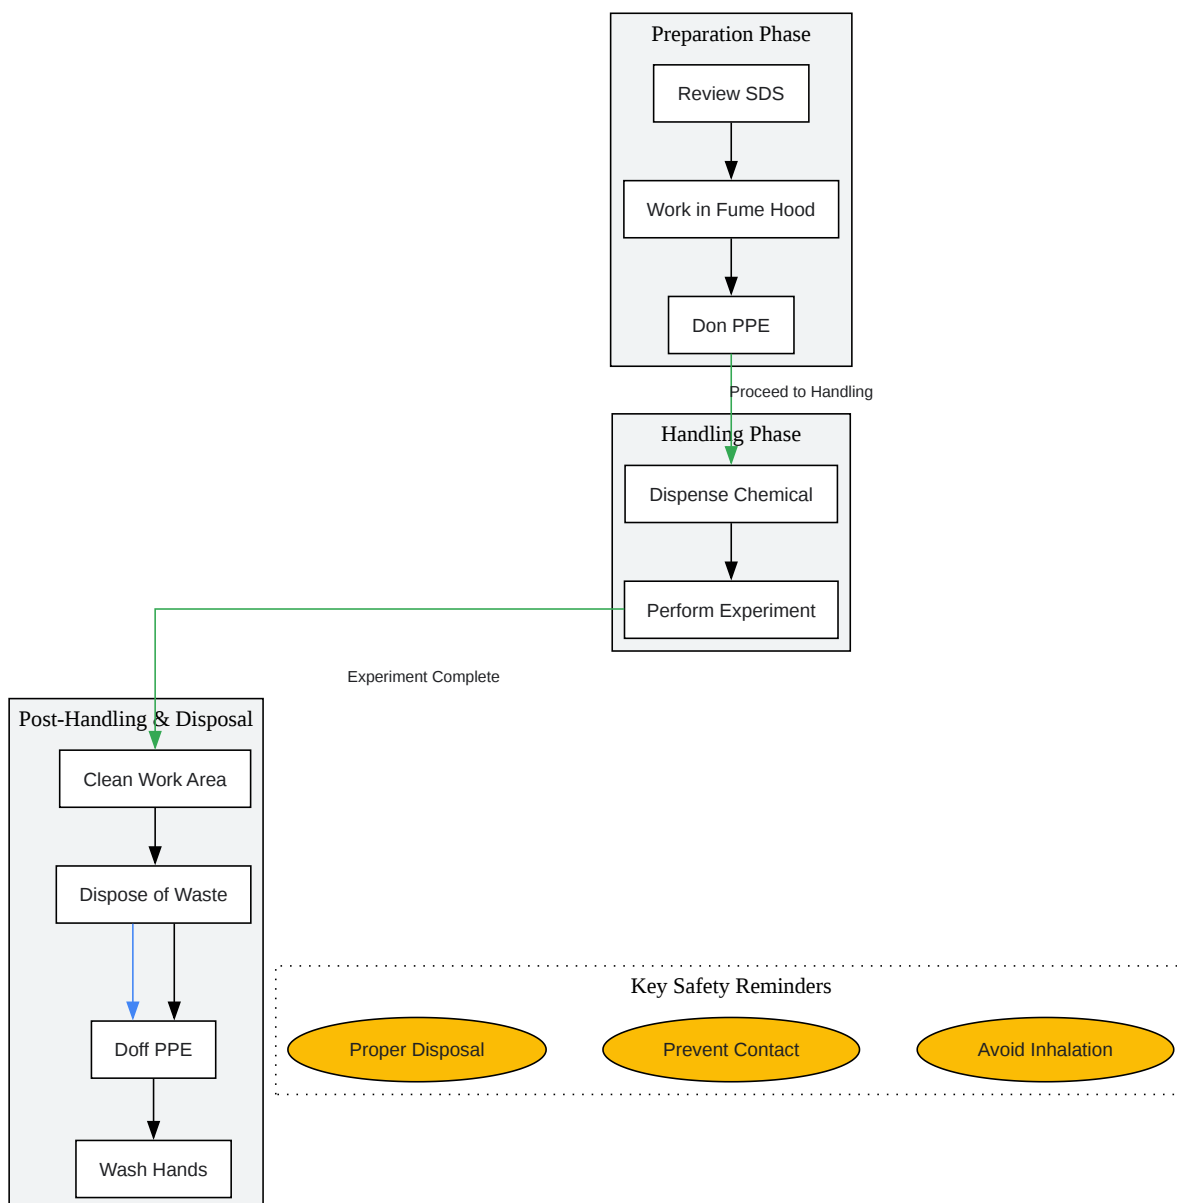 Preparation Phase
Review SDS
Work in Fume Hood
Don PPE
Proceed to Handling
Handling Phase
Dispense Chemical
Perform Experiment
Experiment Complete
Post-Handling & Disposal
Clean Work Area
Dispose of Waste
Doff PPE
Wash Hands
Key Safety Reminders
Proper Disposal
Prevent Contact
Avoid Inhalation